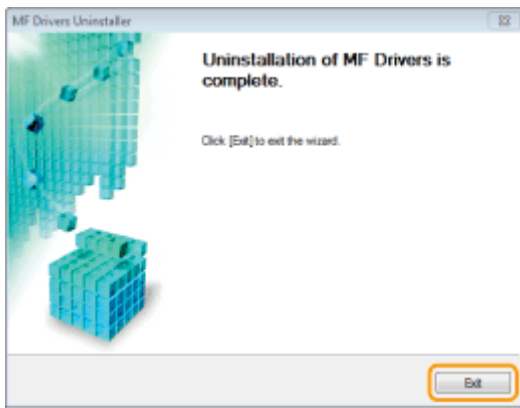 MF Drivers Uninstaller
Uninstallation of MF Drivers is
complete.
Click [Exit] to exit the wizard.
Exit